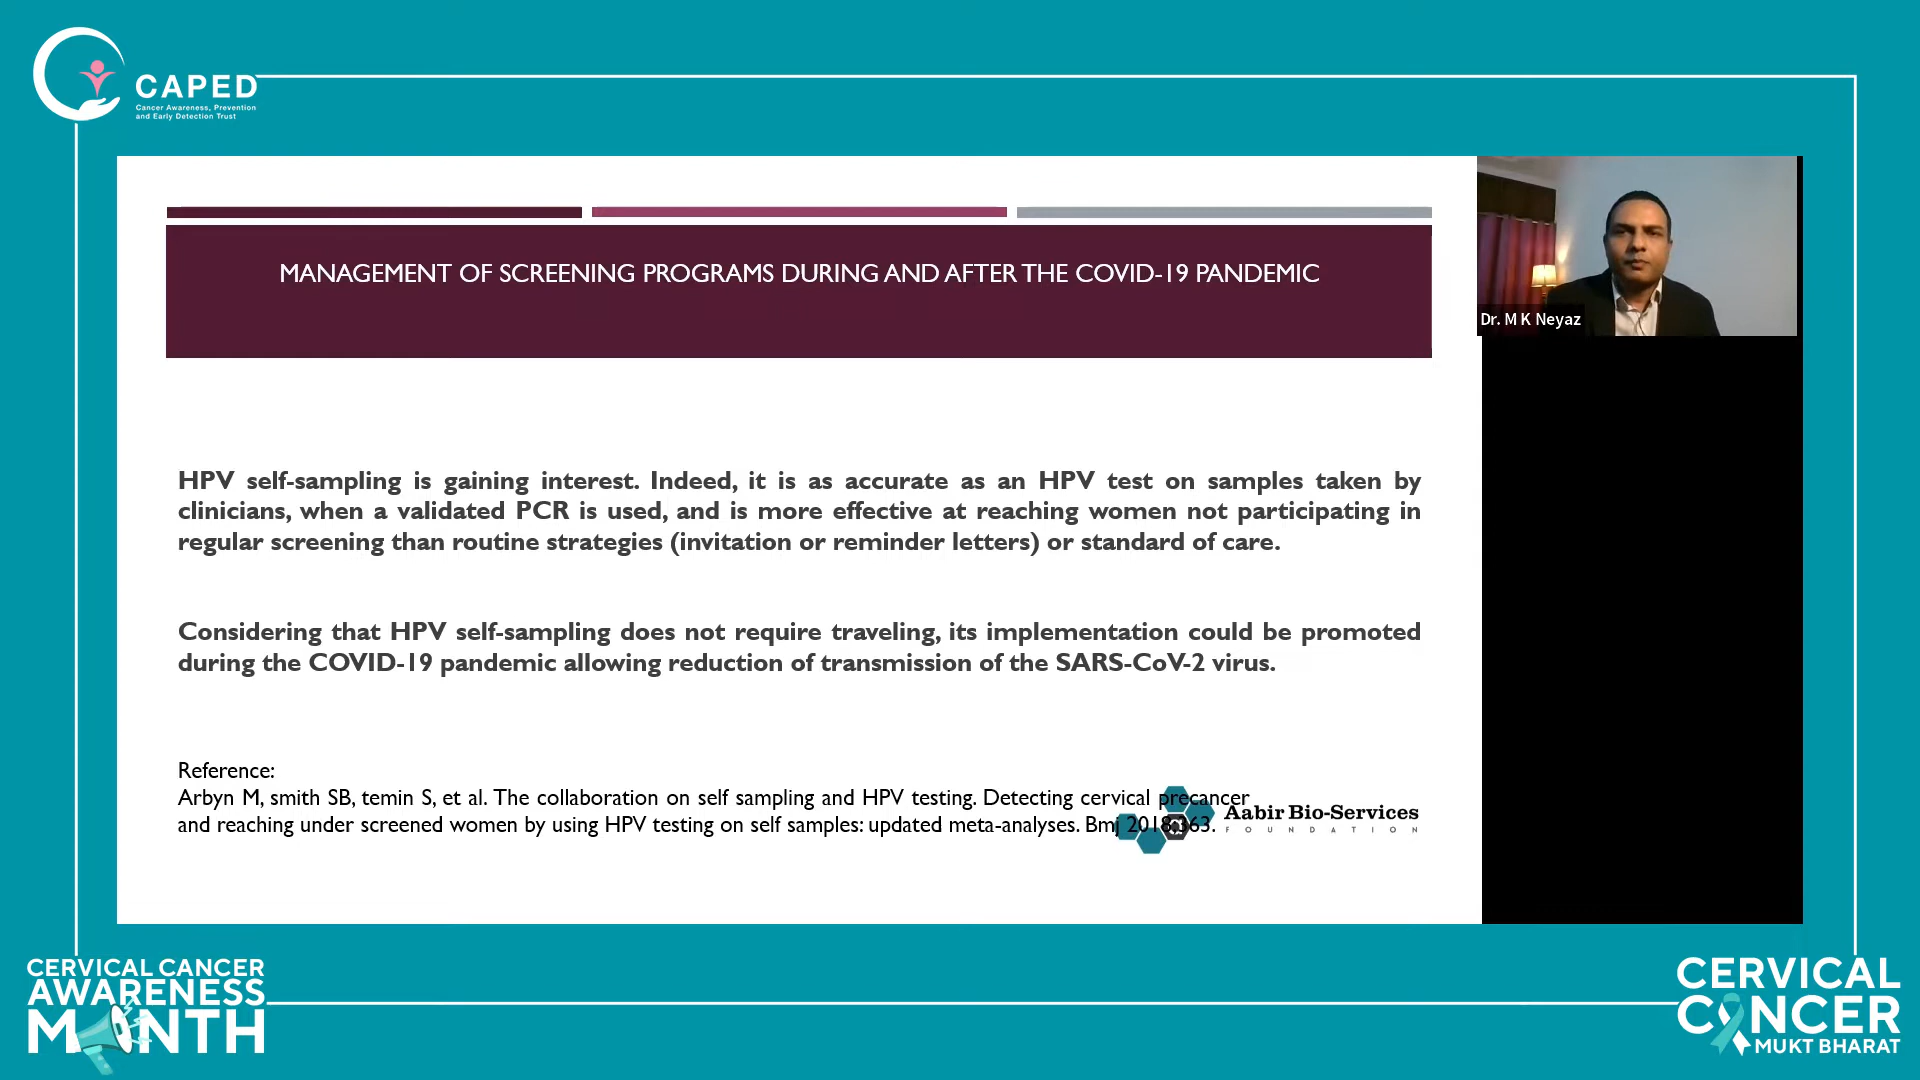 CAPED
Cancer Awareness, Prevention
and Early Detection Trust
MANAGEMENT OF SCREENING PROGRAMS DURING AND AFTER THE COVID-19 PANDEMIC
Dr. M K Neyaz
HPV self-sampling is gaining interest. Indeed, it is as accurate as an HPV test on samples taken by
clinicians, when a validated PCR is used, and is more effective at reaching women not participating in
regular screening than routine strategies (invitation or reminder letters) or standard of care.
Considering that HPV self-sampling does not require traveling, its implementation could be promoted
during the COVID-19 pandemic allowing reduction of transmission of the SARS-CoV-2 virus.
Reference:
Arbyn M, smith SB, temin S, et al. The collaboration on self sampling and HPV testing. Detecting cervical precancer
and reaching under screened women by using HPV testing on self samples: updated meta-analyses. Bmj 2018;363.
Aabir Bio-Services
FOUNDATION
CERVICAL CANCER
AWARENESS
MONTH
CERVICAL
CANCER
MUKT BHARAT